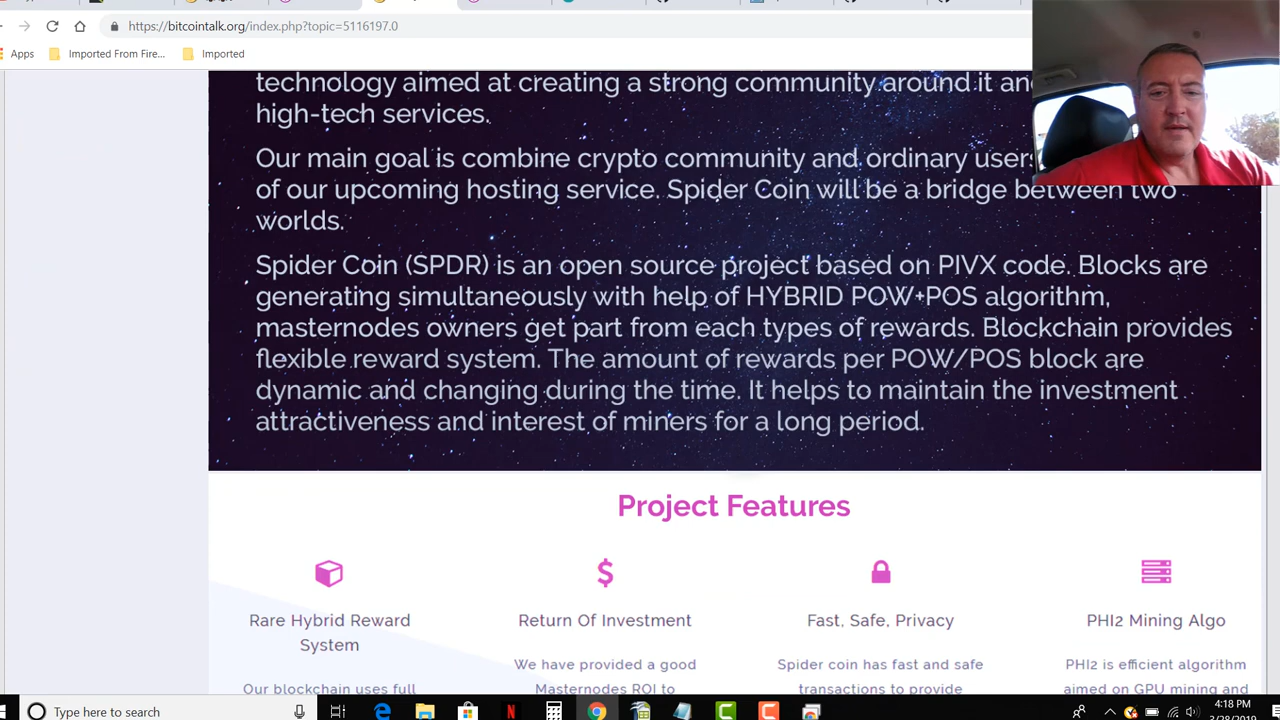 https://bitcointalk.org/index.php?topic=5116197.0
Apps Imported From Fire... Imported
technology aimed at creating a strong community around it and
high-tech services.
Our main goal is combine crypto community and ordinary users
of our upcoming hosting service. Spider Coin will be a bridge between two
worlds.
Spider Coin (SPDR) is an open source project based on PIVX code. Blocks are
generating simultaneously with help of HYBRID POW+POS algorithm,
masternodes owners get part from each types of rewards. Blockchain provides
flexible reward system. The amount of rewards per POW/POS block are
dynamic and changing during the time. It helps to maintain the investment
attractiveness and interest of miners for a long period.
Project Features
Rare Hybrid Reward
System
Return Of Investment
Fast, Safe, Privacy
PHI2 Mining Algo
Our blockchain uses full
We have provided a good
Masternodes ROI to
Spider coin has fast and safe
transactions to provide
PHI2 is efficient algorithm
aimed on GPU mining and
Type here to search
4:18 PM